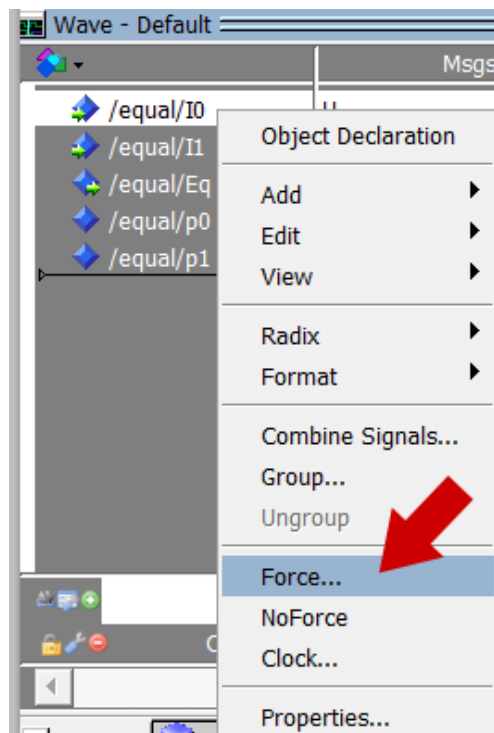 Wave - Default
Msgs
/equal/I0
/equal/I1
/equal/Eq
/equal/p0
/equal/p1
Object Declaration
Add
Edit
View
Radix
Format
Combine Signals...
Group...
Ungroup
Force...
NoForce
Clock...
Properties...